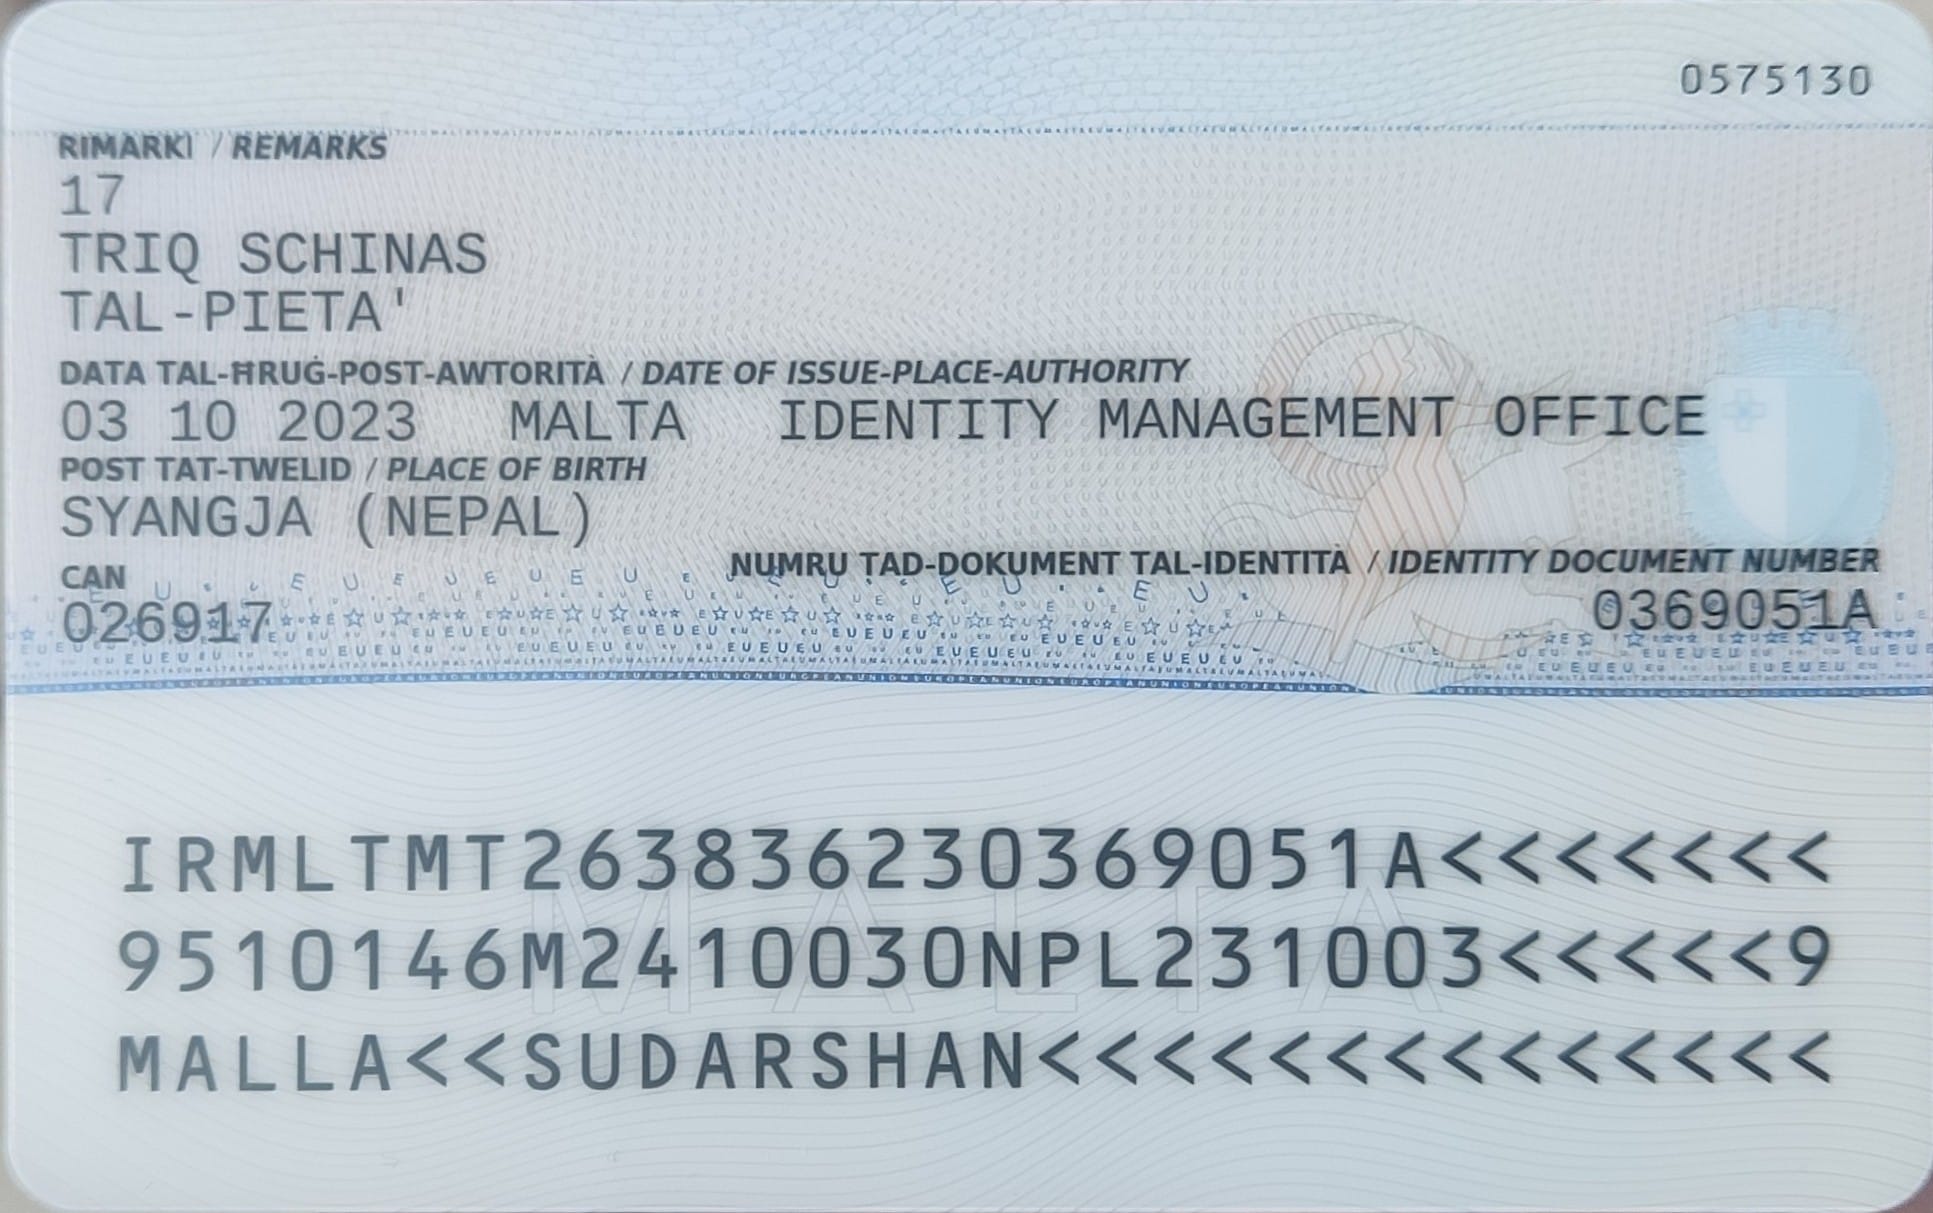 0575130
RIMARKI / REMARKS
17
TRIQ SCHINAS
TAL-PIETA'
DATA TAL-ĦRUĠ-POST-AWTORITÀ / DATE OF ISSUE-PLACE-AUTHORITY
03 10 2023 MALTA IDENTITY MANAGEMENT OFFICE
POST TAT-TWELID / PLACE OF BIRTH
SYANGJA (NEPAL)
NUMRU TAD-DOKUMENT TAL-IDENTITÀ / IDENTITY DOCUMENT NUMBER
CAN
026917 0369051A
MALTA
IRMLTMT263836230369051A<<<<<<<
9510146M2410030NPL231003<<<<<9
MALLA<<SUDARSHAN<<<<<<<<<<<<<<